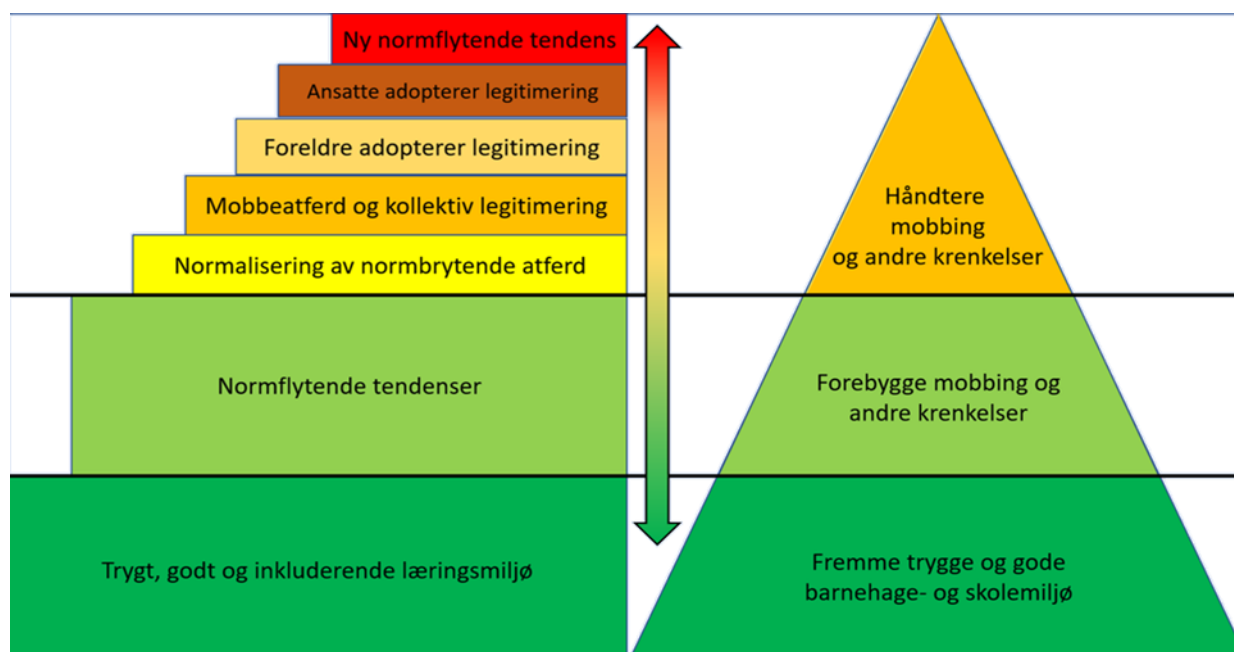 Ny normflytende tendens
Ansatte adopterer legitimering
Foreldre adopterer legitimering
Mobbeatferd og kollektiv legitimering
Normalisering av normbrytende atferd
Normflytende tendenser
Trygt, godt og inkluderende læringsmiljø
Håndtere
mobbing
og andre krenkelser
Forebygge mobbing og
andre krenkelser
Fremme trygge og gode
barnehage- og skolemiljø